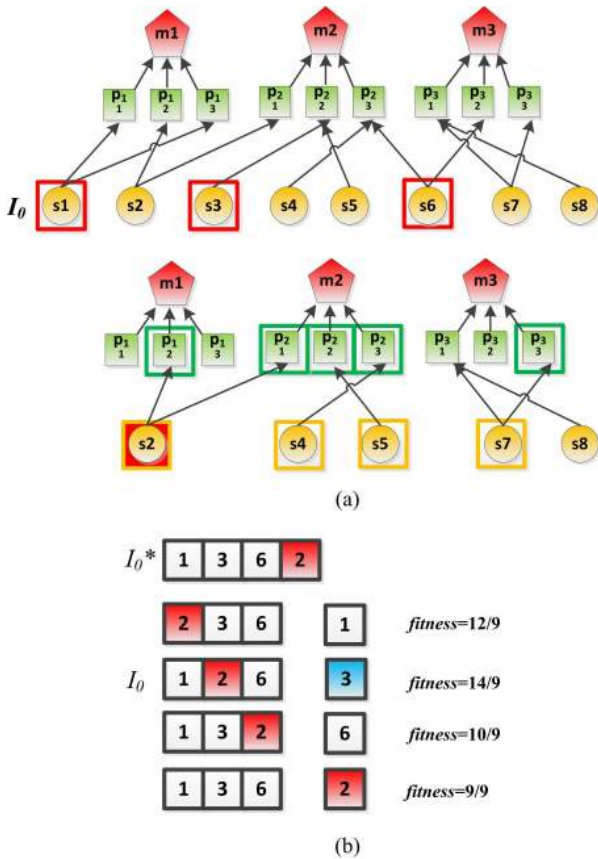 m1 m2 m3
p1 1 p1 2 p1 3 p2 1 p2 2 p2 3 p3 1 p3 2 p3 3
I0 s1 s2 s3 s4 s5 s6 s7 s8
m1 m2 m3
p1 1 p1 2 p1 3 p2 1 p2 2 p2 3 p3 1 p3 2 p3 3
s2 s4 s5 s7 s8
(a)
I0* 1 3 6 2
2 3 6 1 fitness=12/9
I0 1 2 6 3 fitness=14/9
1 3 2 6 fitness=10/9
1 3 6 2 fitness=9/9
(b)